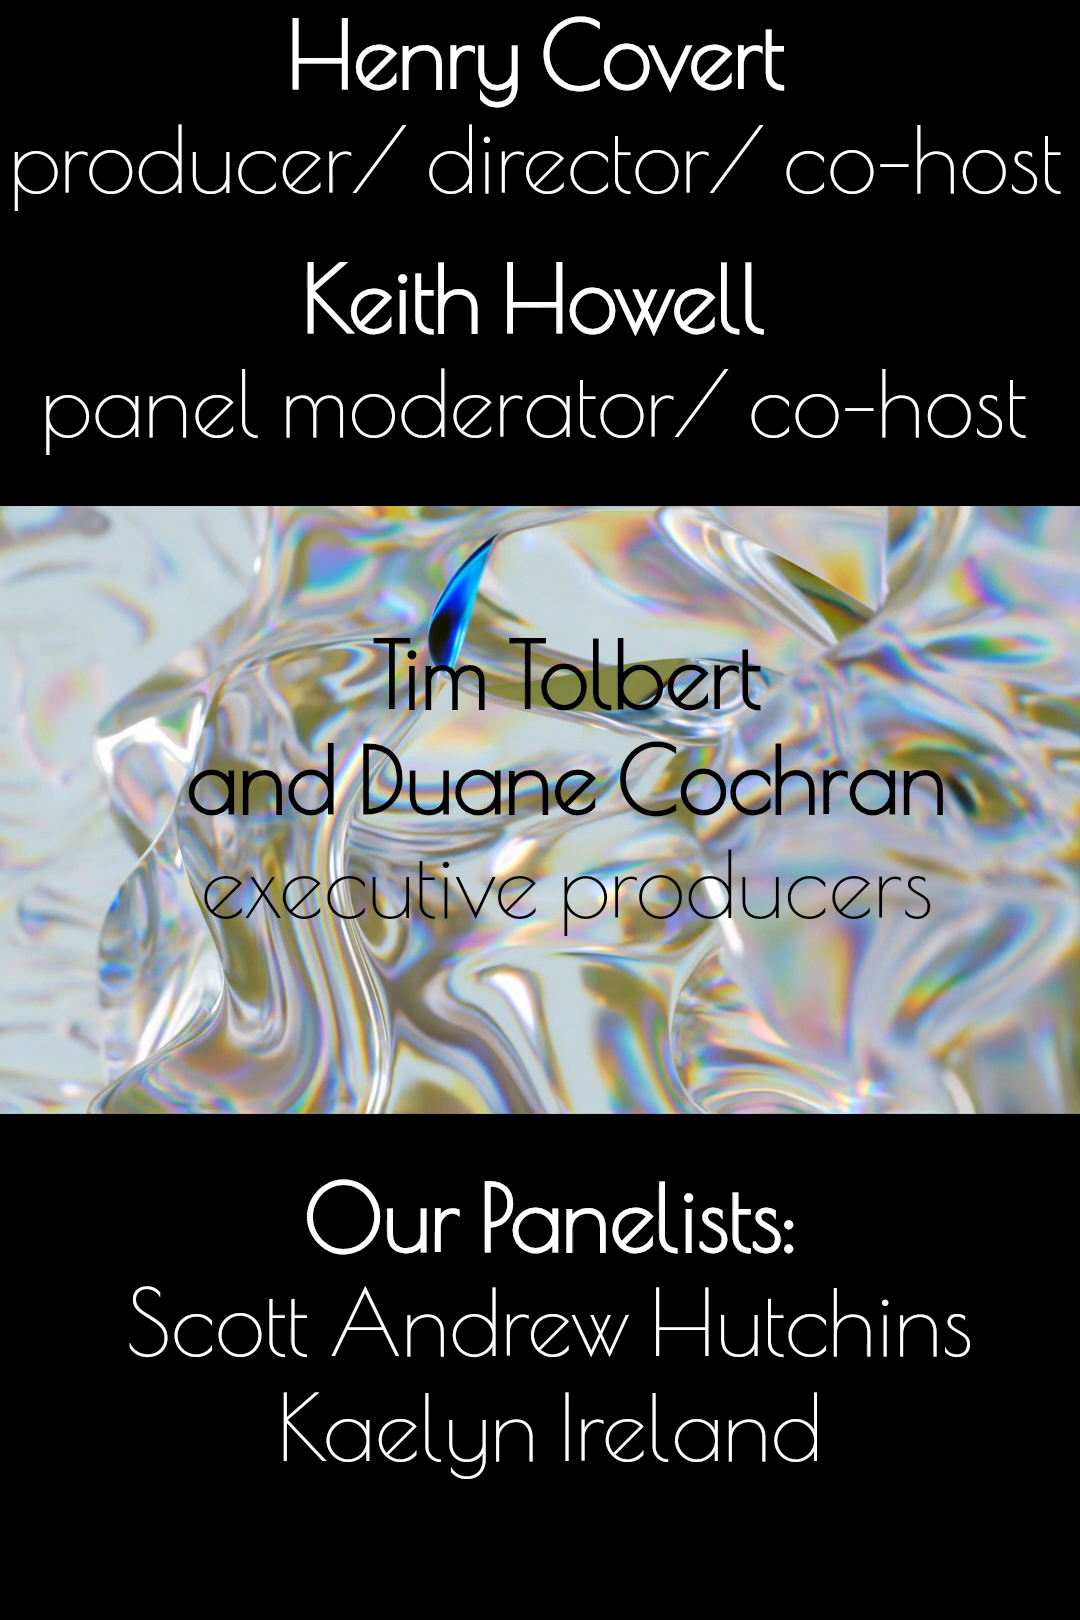 Henry Covert
producer/ director/ co-host
Keith Howell
panel moderator/ co-host
Tim Tolbert
and Duane Cochran
executive producers
Our Panelists:
Scott Andrew Hutchins
Kaelyn Ireland